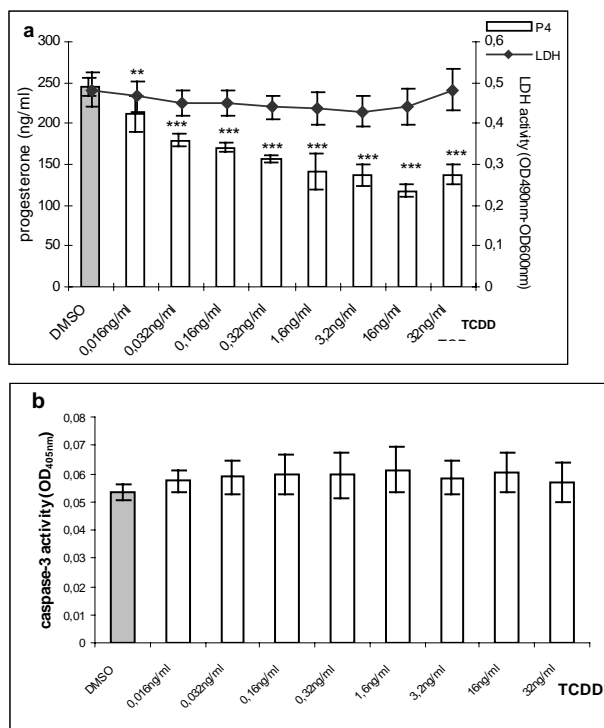 a
P4
LDH
progesterone (ng/ml)
300
250
200
150
100
50
0
**
***
***
***
***
***
***
***
0,6
0,5
0,4
0,3
0,2
0,1
0
LDH activity (OD490nm-OD600nm)
DMSO
0,016ng/ml
0,032ng/ml
0,16ng/ml
0,32ng/ml
1,6ng/ml
3,2ng/ml
16ng/ml
32ng/ml
TCDD
b
caspase-3 activity (OD405nm)
0,08
0,07
0,06
0,05
0,04
0,03
0,02
0,01
0
DMSO
0,016ng/ml
0,032ng/ml
0,16ng/ml
0,32ng/ml
1,6ng/ml
3,2ng/ml
16ng/ml
32ng/ml
TCDD